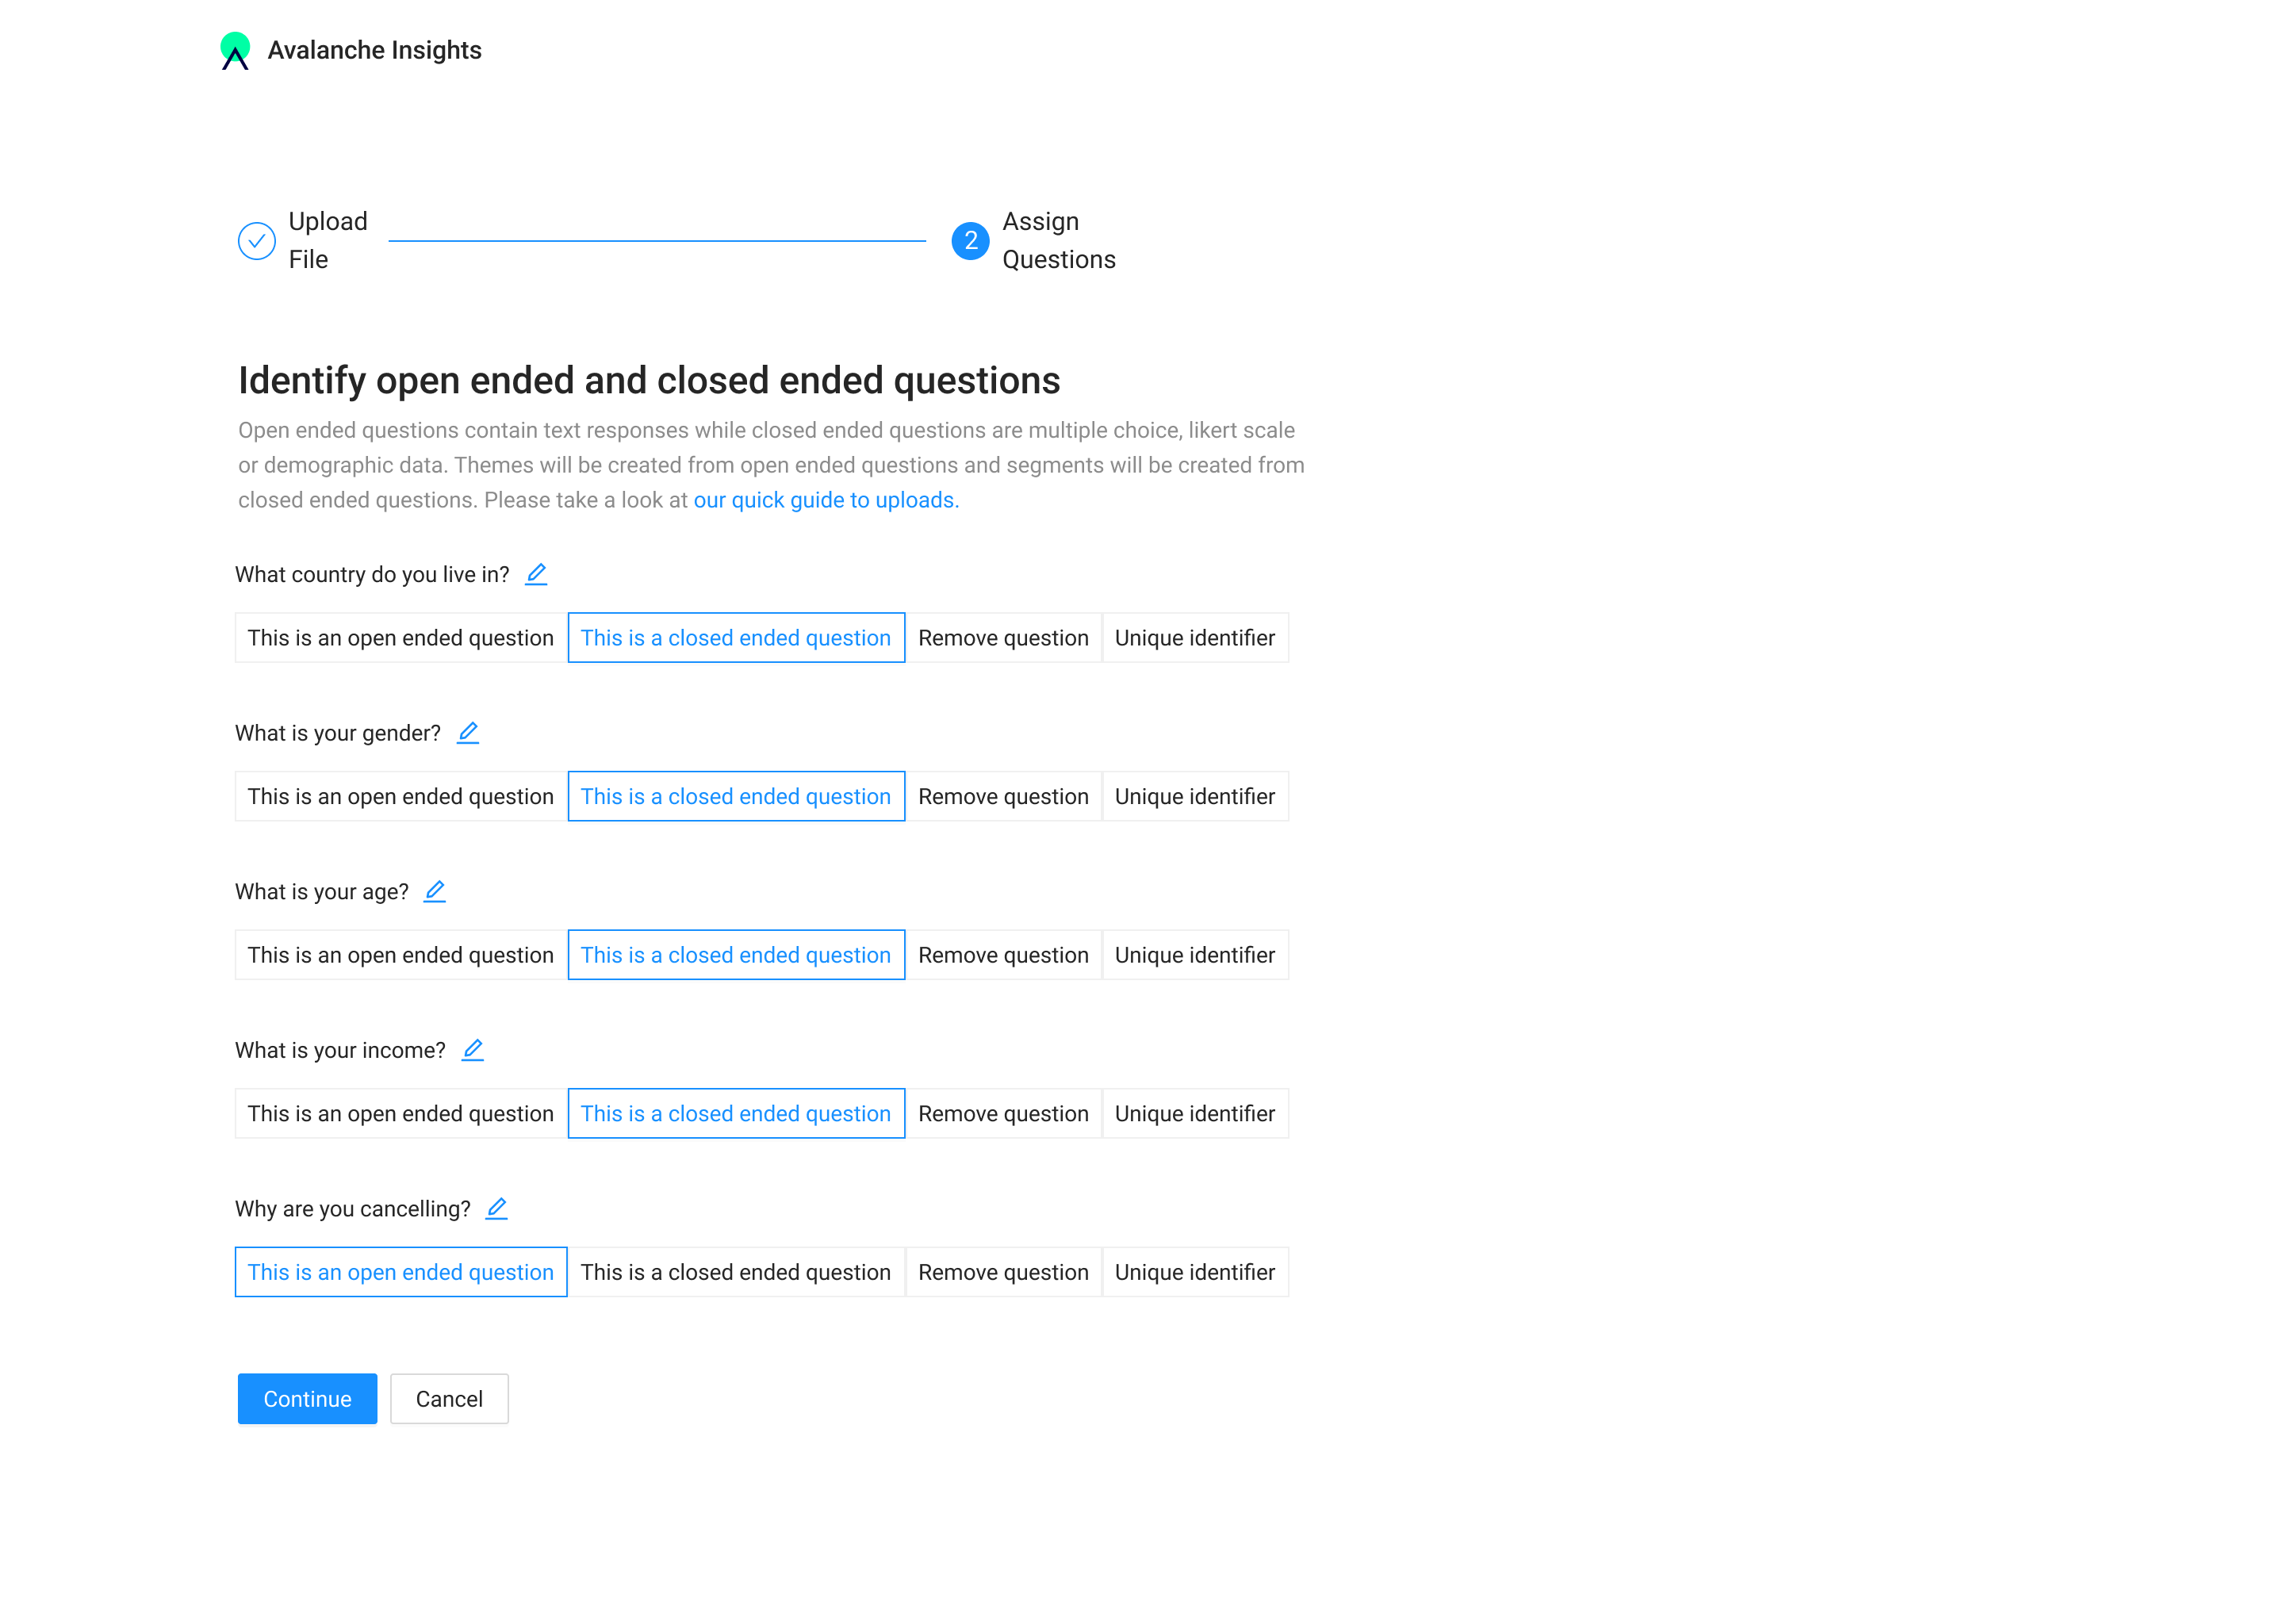 Avalanche Insights
Upload
File
2
Assign
Questions
Identify open ended and closed ended questions
Open ended questions contain text responses while closed ended questions are multiple choice, likert scale
or demographic data. Themes will be created from open ended questions and segments will be created from
closed ended questions. Please take a look at our quick guide to uploads.
What country do you live in?
This is an open ended question This is a closed ended question Remove question Unique identifier
What is your gender?
This is an open ended question This is a closed ended question Remove question Unique identifier
What is your age?
This is an open ended question This is a closed ended question Remove question Unique identifier
What is your income?
This is an open ended question This is a closed ended question Remove question Unique identifier
Why are you cancelling?
This is an open ended question This is a closed ended question Remove question Unique identifier
Continue Cancel